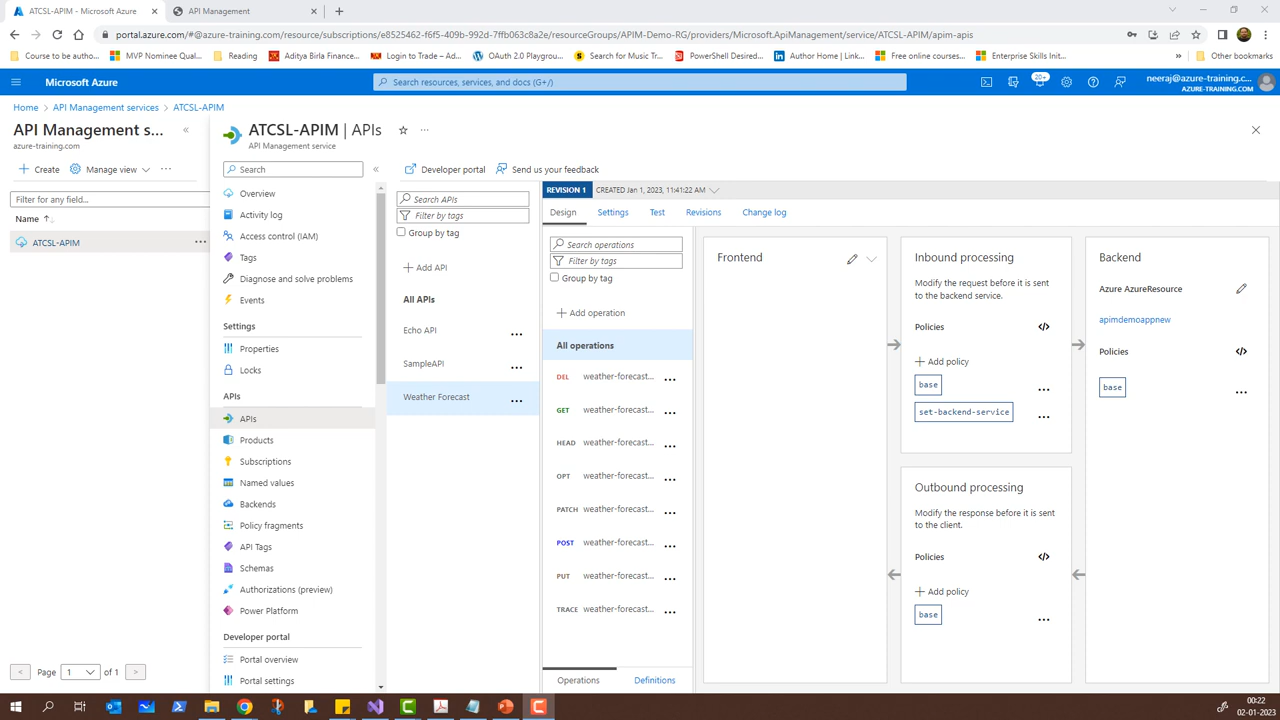 ATCSL-APIM - Microsoft Azure
API Management
portal.azure.com/#@azure-training.com/resource/subscriptions/e8525462-f6f5-409b-992d-7ffb063c8a2e/resourceGroups/APIM-Demo-RG/providers/Microsoft.ApiManagement/service/ATCSL-APIM/apim-apis
Course to be autho...
MVP Nominee Qualit...
Reading
Aditya Birla Finance...
Login to Trade – Ad...
OAuth 2.0 Playgrou...
Search for Music Tr...
PowerShell Desired...
Author Home | Link...
Free online courses...
Enterprise Skills Init...
Other bookmarks
Microsoft Azure
Search resources, services, and docs (G+/)
20+
neeraj@azure-training.c...
AZURE-TRAINING.COM
Home > API Management services > ATCSL-APIM
API Management s...
azure-training.com
Create
Manage view
Filter for any field...
Name
ATCSL-APIM
Page
1
of 1
ATCSL-APIM | APIs
API Management service
Search
Overview
Activity log
Access control (IAM)
Tags
Diagnose and solve problems
Events
Settings
Properties
Locks
APIs
APIs
Products
Subscriptions
Named values
Backends
Policy fragments
API Tags
Schemas
Authorizations (preview)
Power Platform
Developer portal
Portal overview
Portal settings
Developer portal
Send us your feedback
Search APIs
Filter by tags
Group by tag
Add API
All APIs
Echo API
SampleAPI
Weather Forecast
REVISION 1
CREATED Jan 1, 2023, 11:41:22 AM
Design
Settings
Test
Revisions
Change log
Search operations
Filter by tags
Group by tag
Add operation
All operations
DEL weather-forecast...
GET weather-forecast...
HEAD weather-forecast...
OPT weather-forecast...
PATCH weather-forecast...
POST weather-forecast...
PUT weather-forecast...
TRACE weather-forecast...
Operations
Definitions
Frontend
Inbound processing
Modify the request before it is sent
to the backend service.
Policies
</>
Add policy
base
set-backend-service
Outbound processing
Modify the response before it is sent
to the client.
Policies
</>
Add policy
base
Backend
Azure AzureResource
apimdemoappnew
Policies
</>
base
00:22
02-01-2023